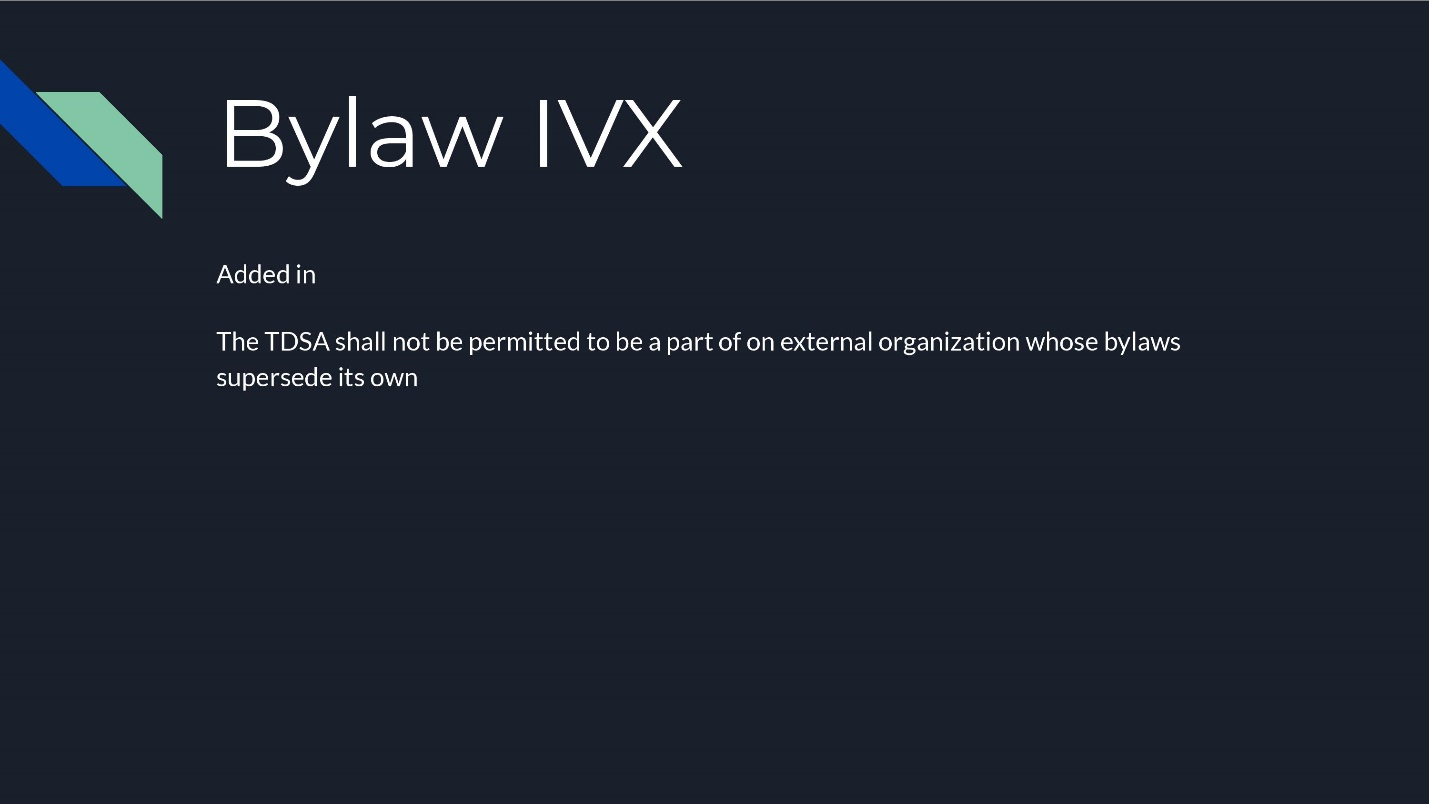 Bylaw IVX
Added in
The TDSA shall not be permitted to be a part of on external organization whose bylaws
supersede its own